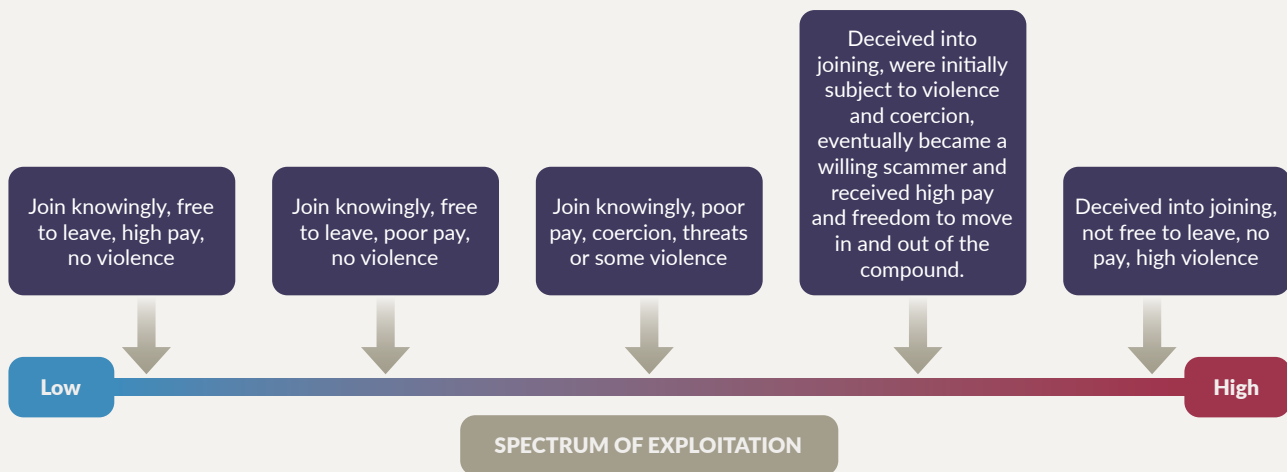 Join knowingly, free
to leave, high pay,
no violence
Join knowingly, free
to leave, poor pay,
no violence
Join knowingly, poor
pay, coercion, threats
or some violence
Deceived into
joining, were initially
subject to violence
and coercion,
eventually became a
willing scammer and
received high pay
and freedom to move
in and out of the
compound.
Deceived into joining,
not free to leave, no
pay, high violence
Low
High
SPECTRUM OF EXPLOITATION